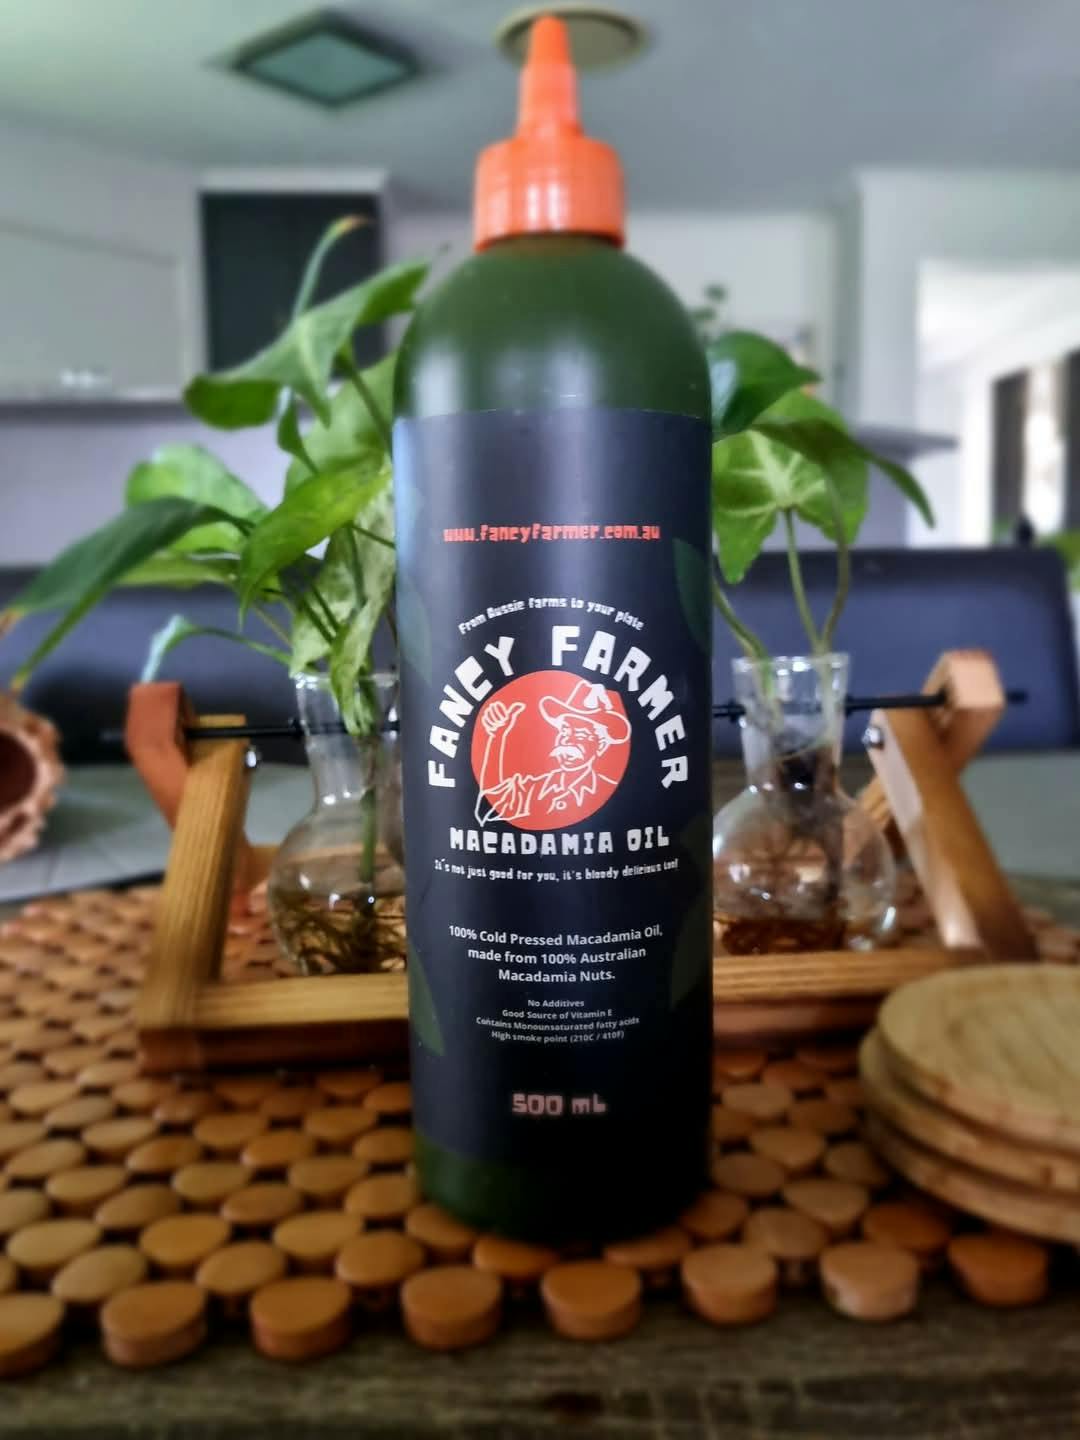 www.fancyfarmer.com.au
From Aussie farms to your plate
FANCY FARMER
MACADAMIA OIL
It's not just good for you, it's bloody delicious too!
100% Cold Pressed Macadamia Oil,
made from 100% Australian
Macadamia Nuts.
No Additives
Good Source of Vitamin E
Contains Monounsaturated fatty acids
High smoke point (210C / 410F)
500 mL